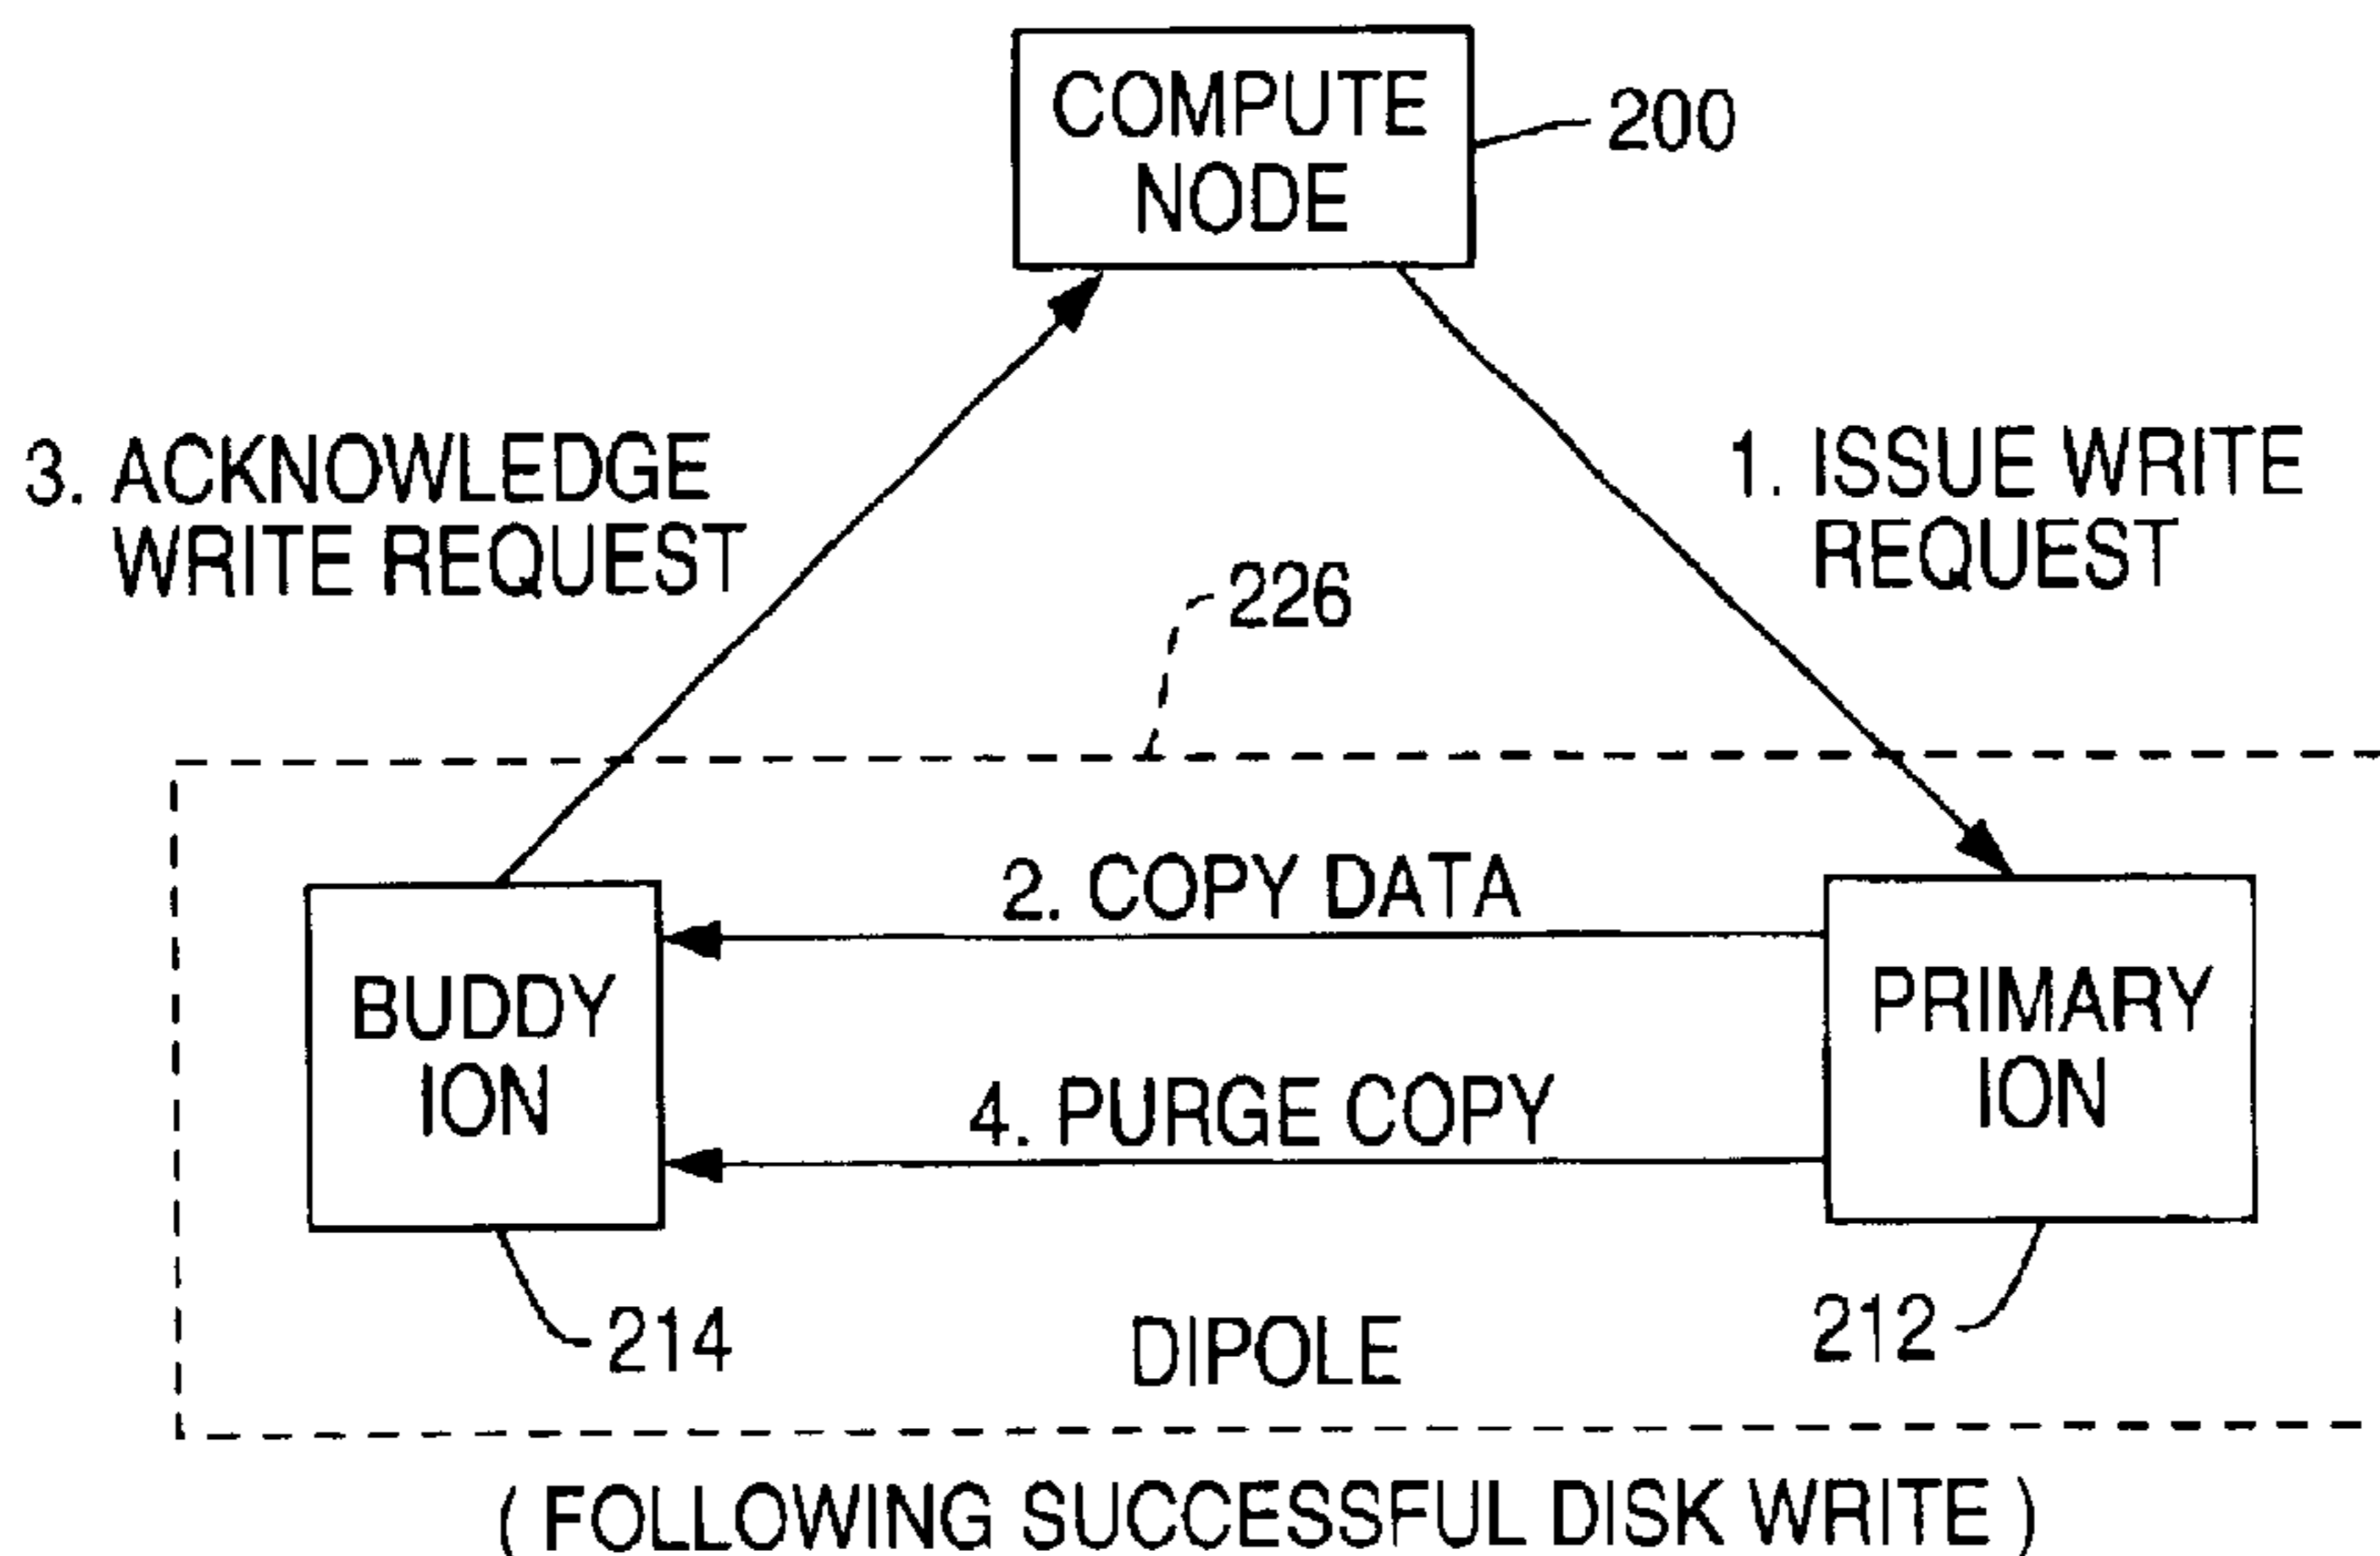 COMPUTE
NODE
200
3. ACKNOWLEDGE
WRITE REQUEST
1. ISSUE WRITE
REQUEST
226
2. COPY DATA
BUDDY
ION
PRIMARY
ION
4. PURGE COPY
214
DIPOLE
212
( FOLLOWING SUCCESSFUL DISK WRITE )